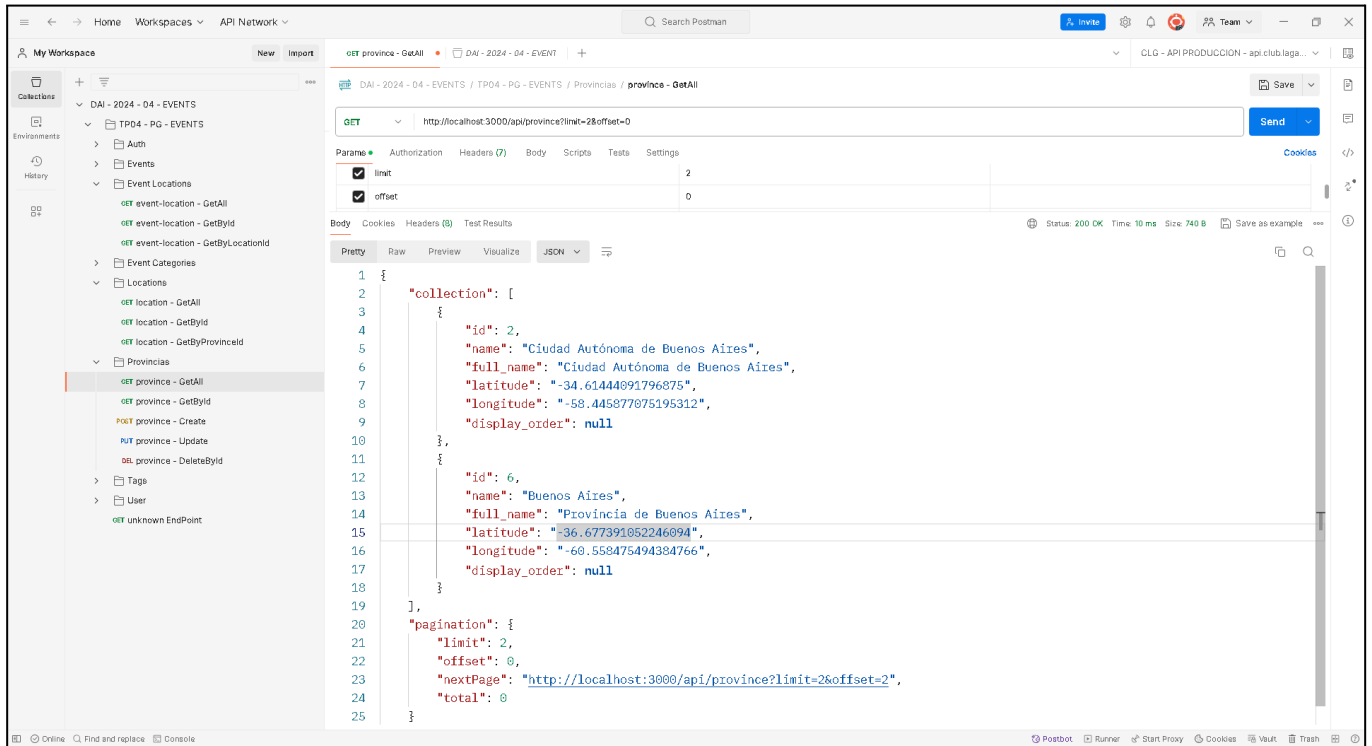 Home Workspaces API Network Search Postman Invite Team
My Workspace New Import GET province - GetAll DAI - 2024 - 04 - EVENT CLG - API PRODUCCION - api.club.laga...
Collections
Environments
History
DAI - 2024 - 04 - EVENTS
TP04 - PG - EVENTS
Auth
Events
Event Locations
GET event-location - GetAll
GET event-location - GetById
GET event-location - GetByLocationId
Event Categories
Locations
GET location - GetAll
GET location - GetById
GET location - GetByProvinceId
Provincias
GET province - GetAll
GET province - GetById
POST province - Create
PUT province - Update
DEL province - DeleteById
Tags
User
GET unknown EndPoint
HTTP DAI - 2024 - 04 - EVENTS / TP04 - PG - EVENTS / Provincias / province - GetAll Save
GET http://localhost:3000/api/province?limit=2&offset=0 Send
Params Authorization Headers (7) Body Scripts Tests Settings Cookies
limit 2
offset 0
Body Cookies Headers (8) Test Results Status: 200 OK Time: 10 ms Size: 740 B Save as example
Pretty Raw Preview Visualize JSON
1 {
2 "collection": [
3 {
4 "id": 2,
5 "name": "Ciudad Autónoma de Buenos Aires",
6 "full_name": "Ciudad Autónoma de Buenos Aires",
7 "latitude": "-34.61444091796875",
8 "longitude": "-58.445877075195312",
9 "display_order": null
10 },
11 {
12 "id": 6,
13 "name": "Buenos Aires",
14 "full_name": "Provincia de Buenos Aires",
15 "latitude": "-36.677391052246094",
16 "longitude": "-60.558475494384766",
17 "display_order": null
18 }
19 ],
20 "pagination": {
21 "limit": 2,
22 "offset": 0,
23 "nextPage": "http://localhost:3000/api/province?limit=2&offset=2",
24 "total": 0
25 }
Online Find and replace Console Postbot Runner Start Proxy Cookies Vault Trash